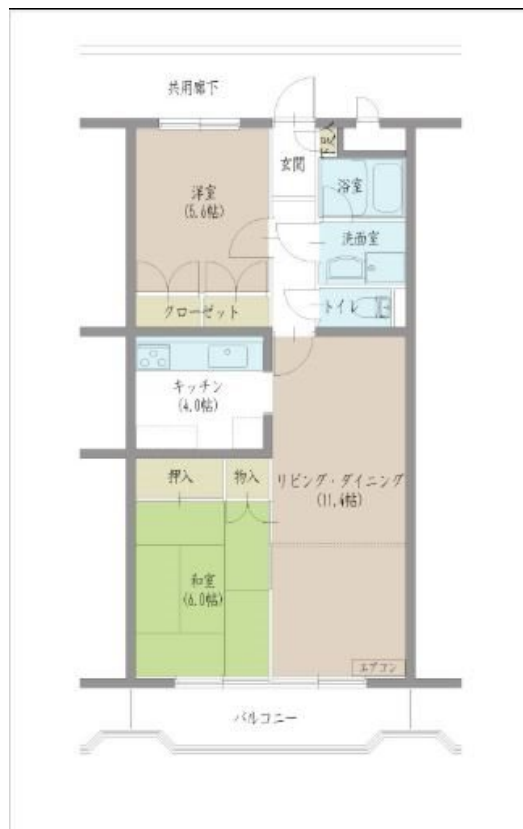 共用廊下
下足入
玄関
洋室
(5.6帖)
浴室
洗面室
クローゼット
トイレ
キッチン
(4.0帖)
押入
物入
リビング・ダイニング
(11.4帖)
和室
(6.0帖)
エアコン
バルコニー